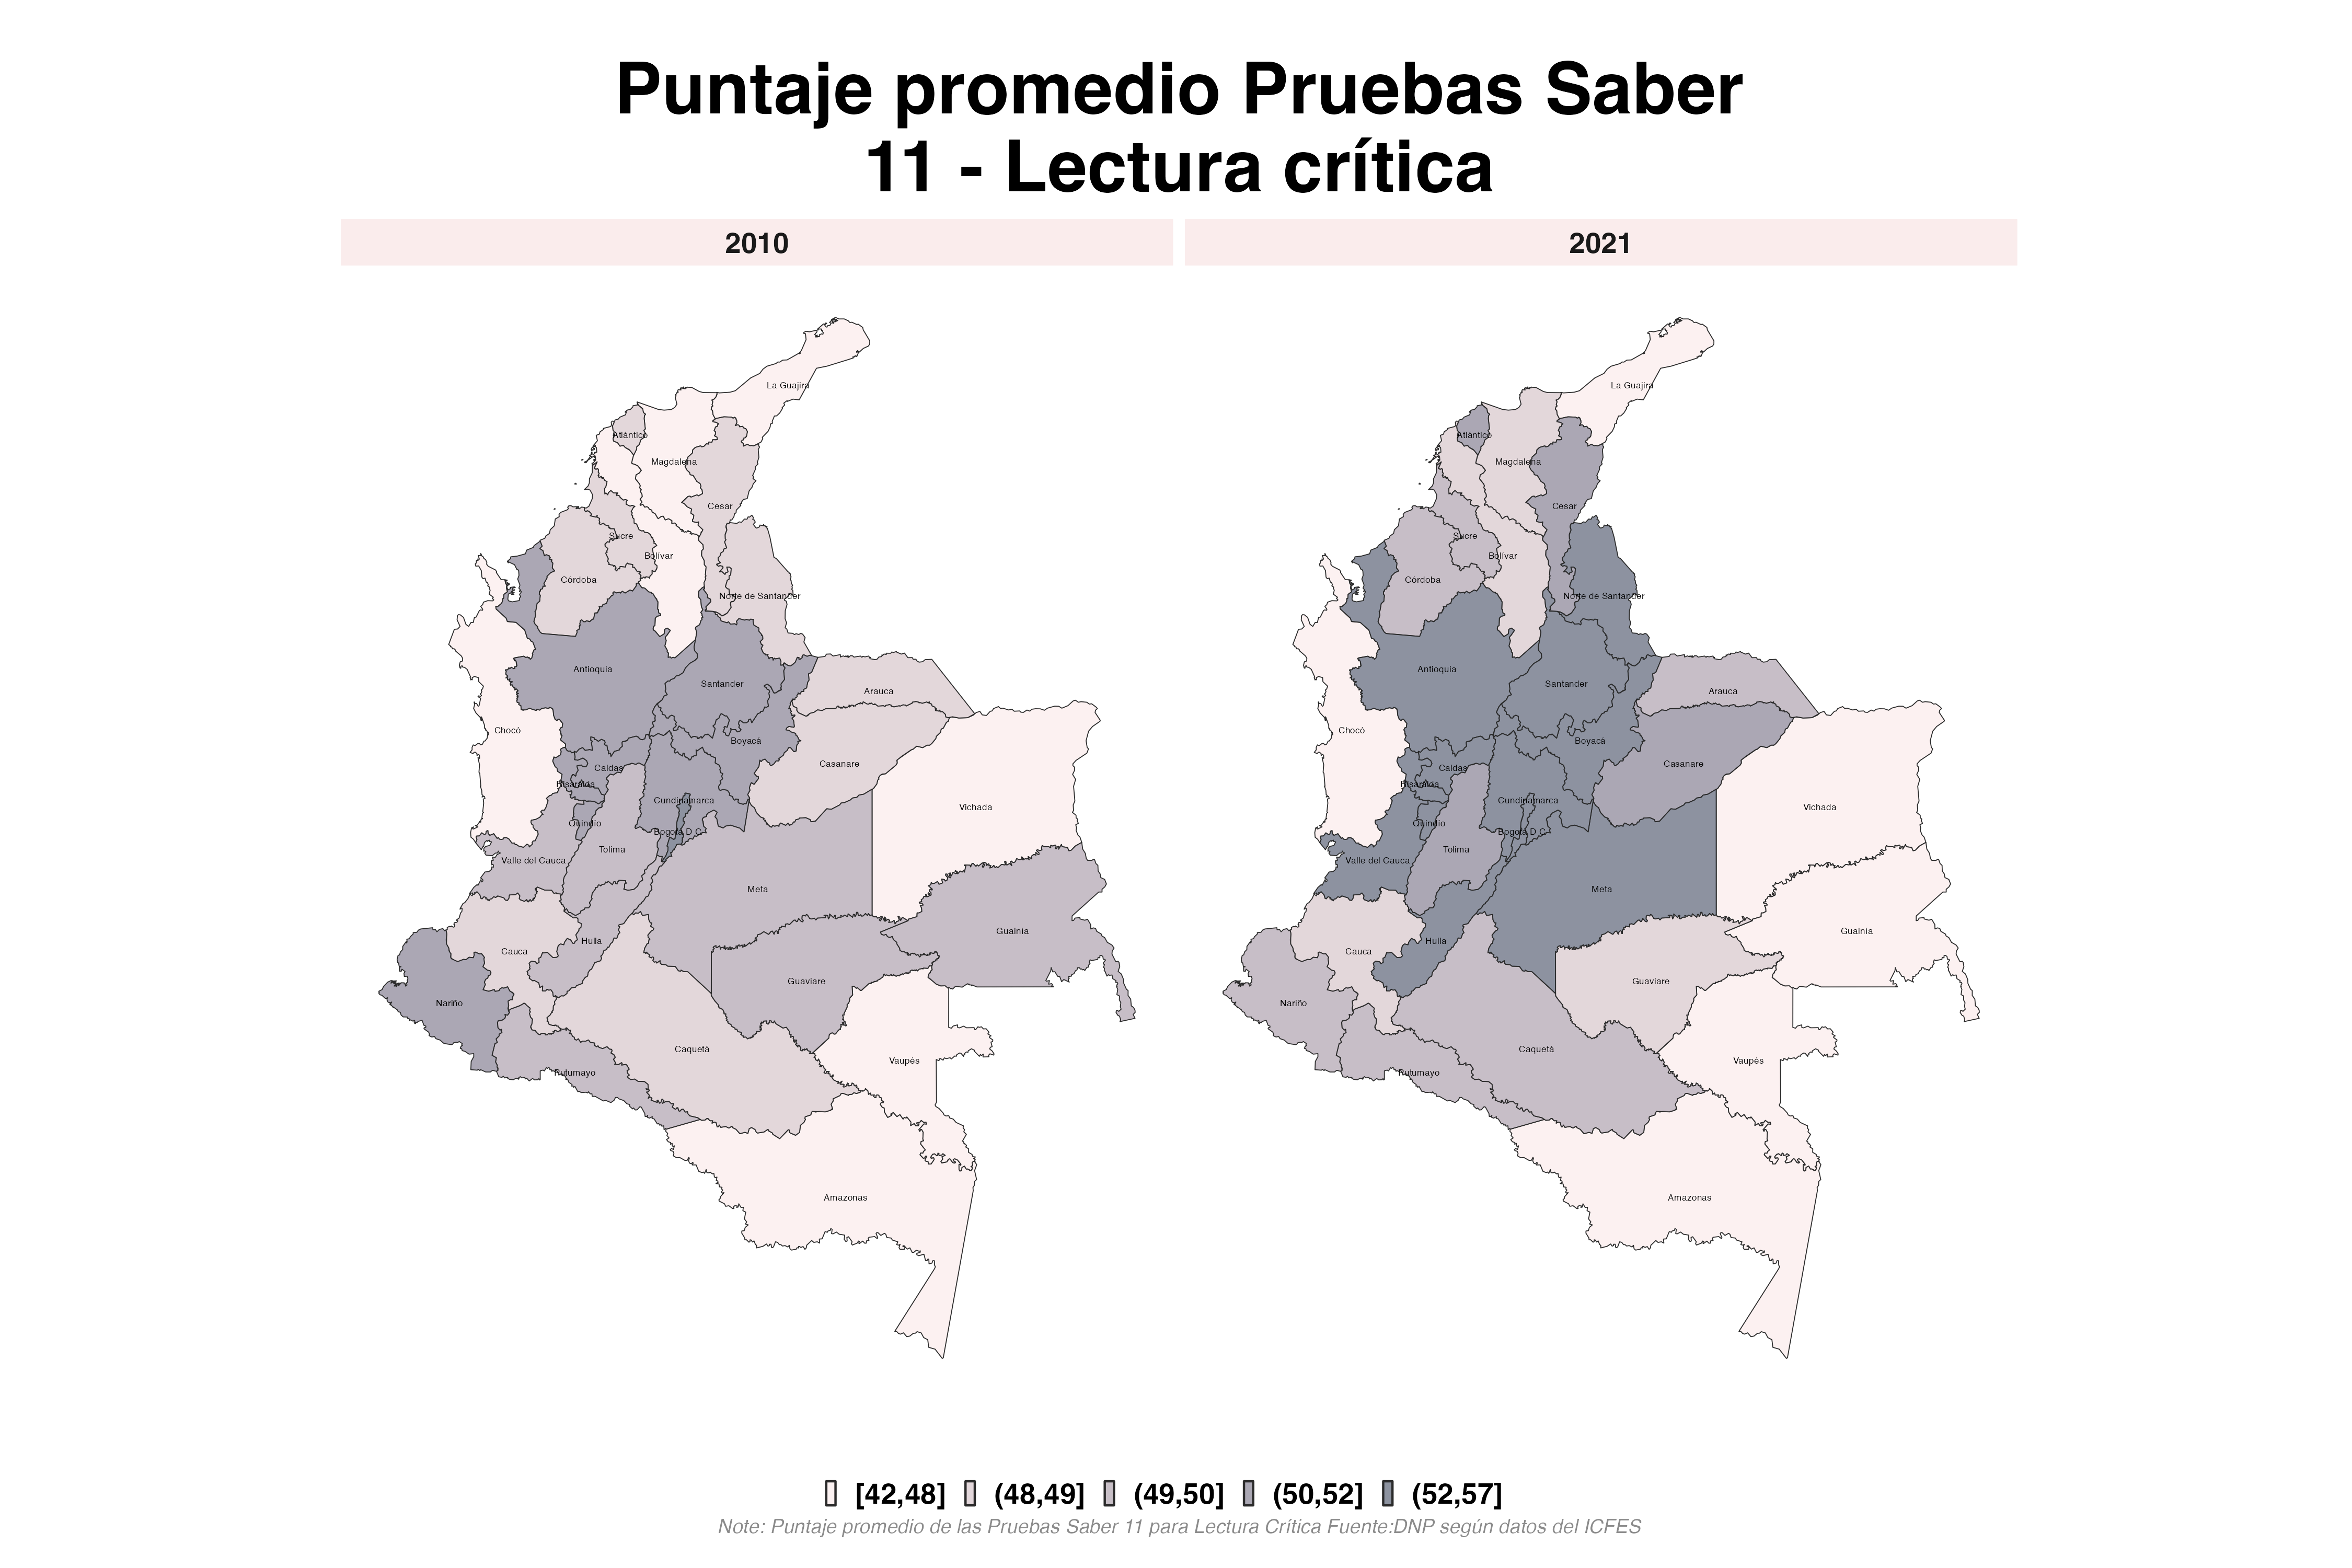 Puntaje promedio Pruebas Saber
11 - Lectura crítica
2010
2021
La Guajira
Atlántico
Magdalena
Cesar
Sucre
Bolívar
Córdoba
Norte de Santander
Antioquia
Santander
Arauca
Chocó
Boyacá
Casanare
Caldas
Risaralda
Cundinamarca
Vichada
Quindío
Bogotá D C
Tolima
Valle del Cauca
Meta
Guainía
Huila
Cauca
Guaviare
Nariño
Caquetá
Vaupés
Putumayo
Amazonas
La Guajira
Atlántico
Magdalena
Cesar
Sucre
Bolívar
Córdoba
Norte de Santander
Antioquia
Santander
Arauca
Chocó
Boyacá
Casanare
Caldas
Risaralda
Cundinamarca
Vichada
Quindío
Bogotá D C
Tolima
Valle del Cauca
Meta
Guainía
Huila
Cauca
Guaviare
Nariño
Caquetá
Vaupés
Putumayo
Amazonas
[42,48] (48,49] (49,50] (50,52] (52,57]
Note: Puntaje promedio de las Pruebas Saber 11 para Lectura Crítica Fuente:DNP según datos del ICFES